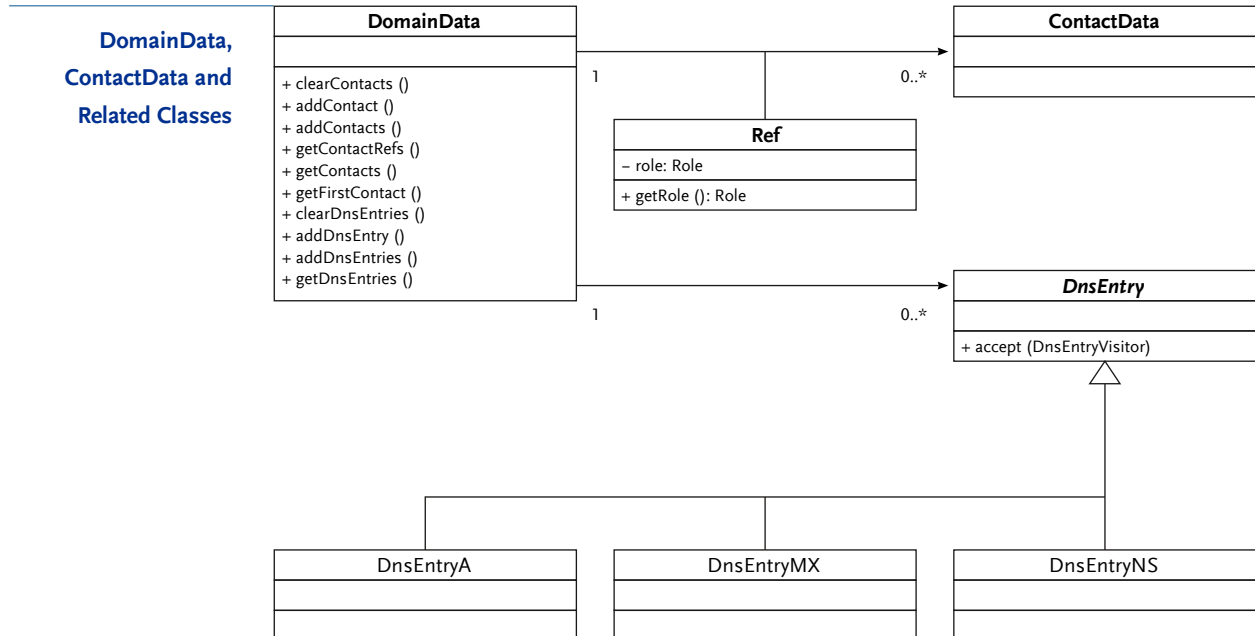 DomainData,
ContactData and
Related Classes
DomainData
+ clearContacts ()
+ addContact ()
+ addContacts ()
+ getContactRefs ()
+ getContacts ()
+ getFirstContact ()
+ clearDnsEntries ()
+ addDnsEntry ()
+ addDnsEntries ()
+ getDnsEntries ()
1
0..*
ContactData
Ref
– role: Role
+ getRole (): Role
1
0..*
DnsEntry
+ accept (DnsEntryVisitor)
DnsEntryA
DnsEntryMX
DnsEntryNS